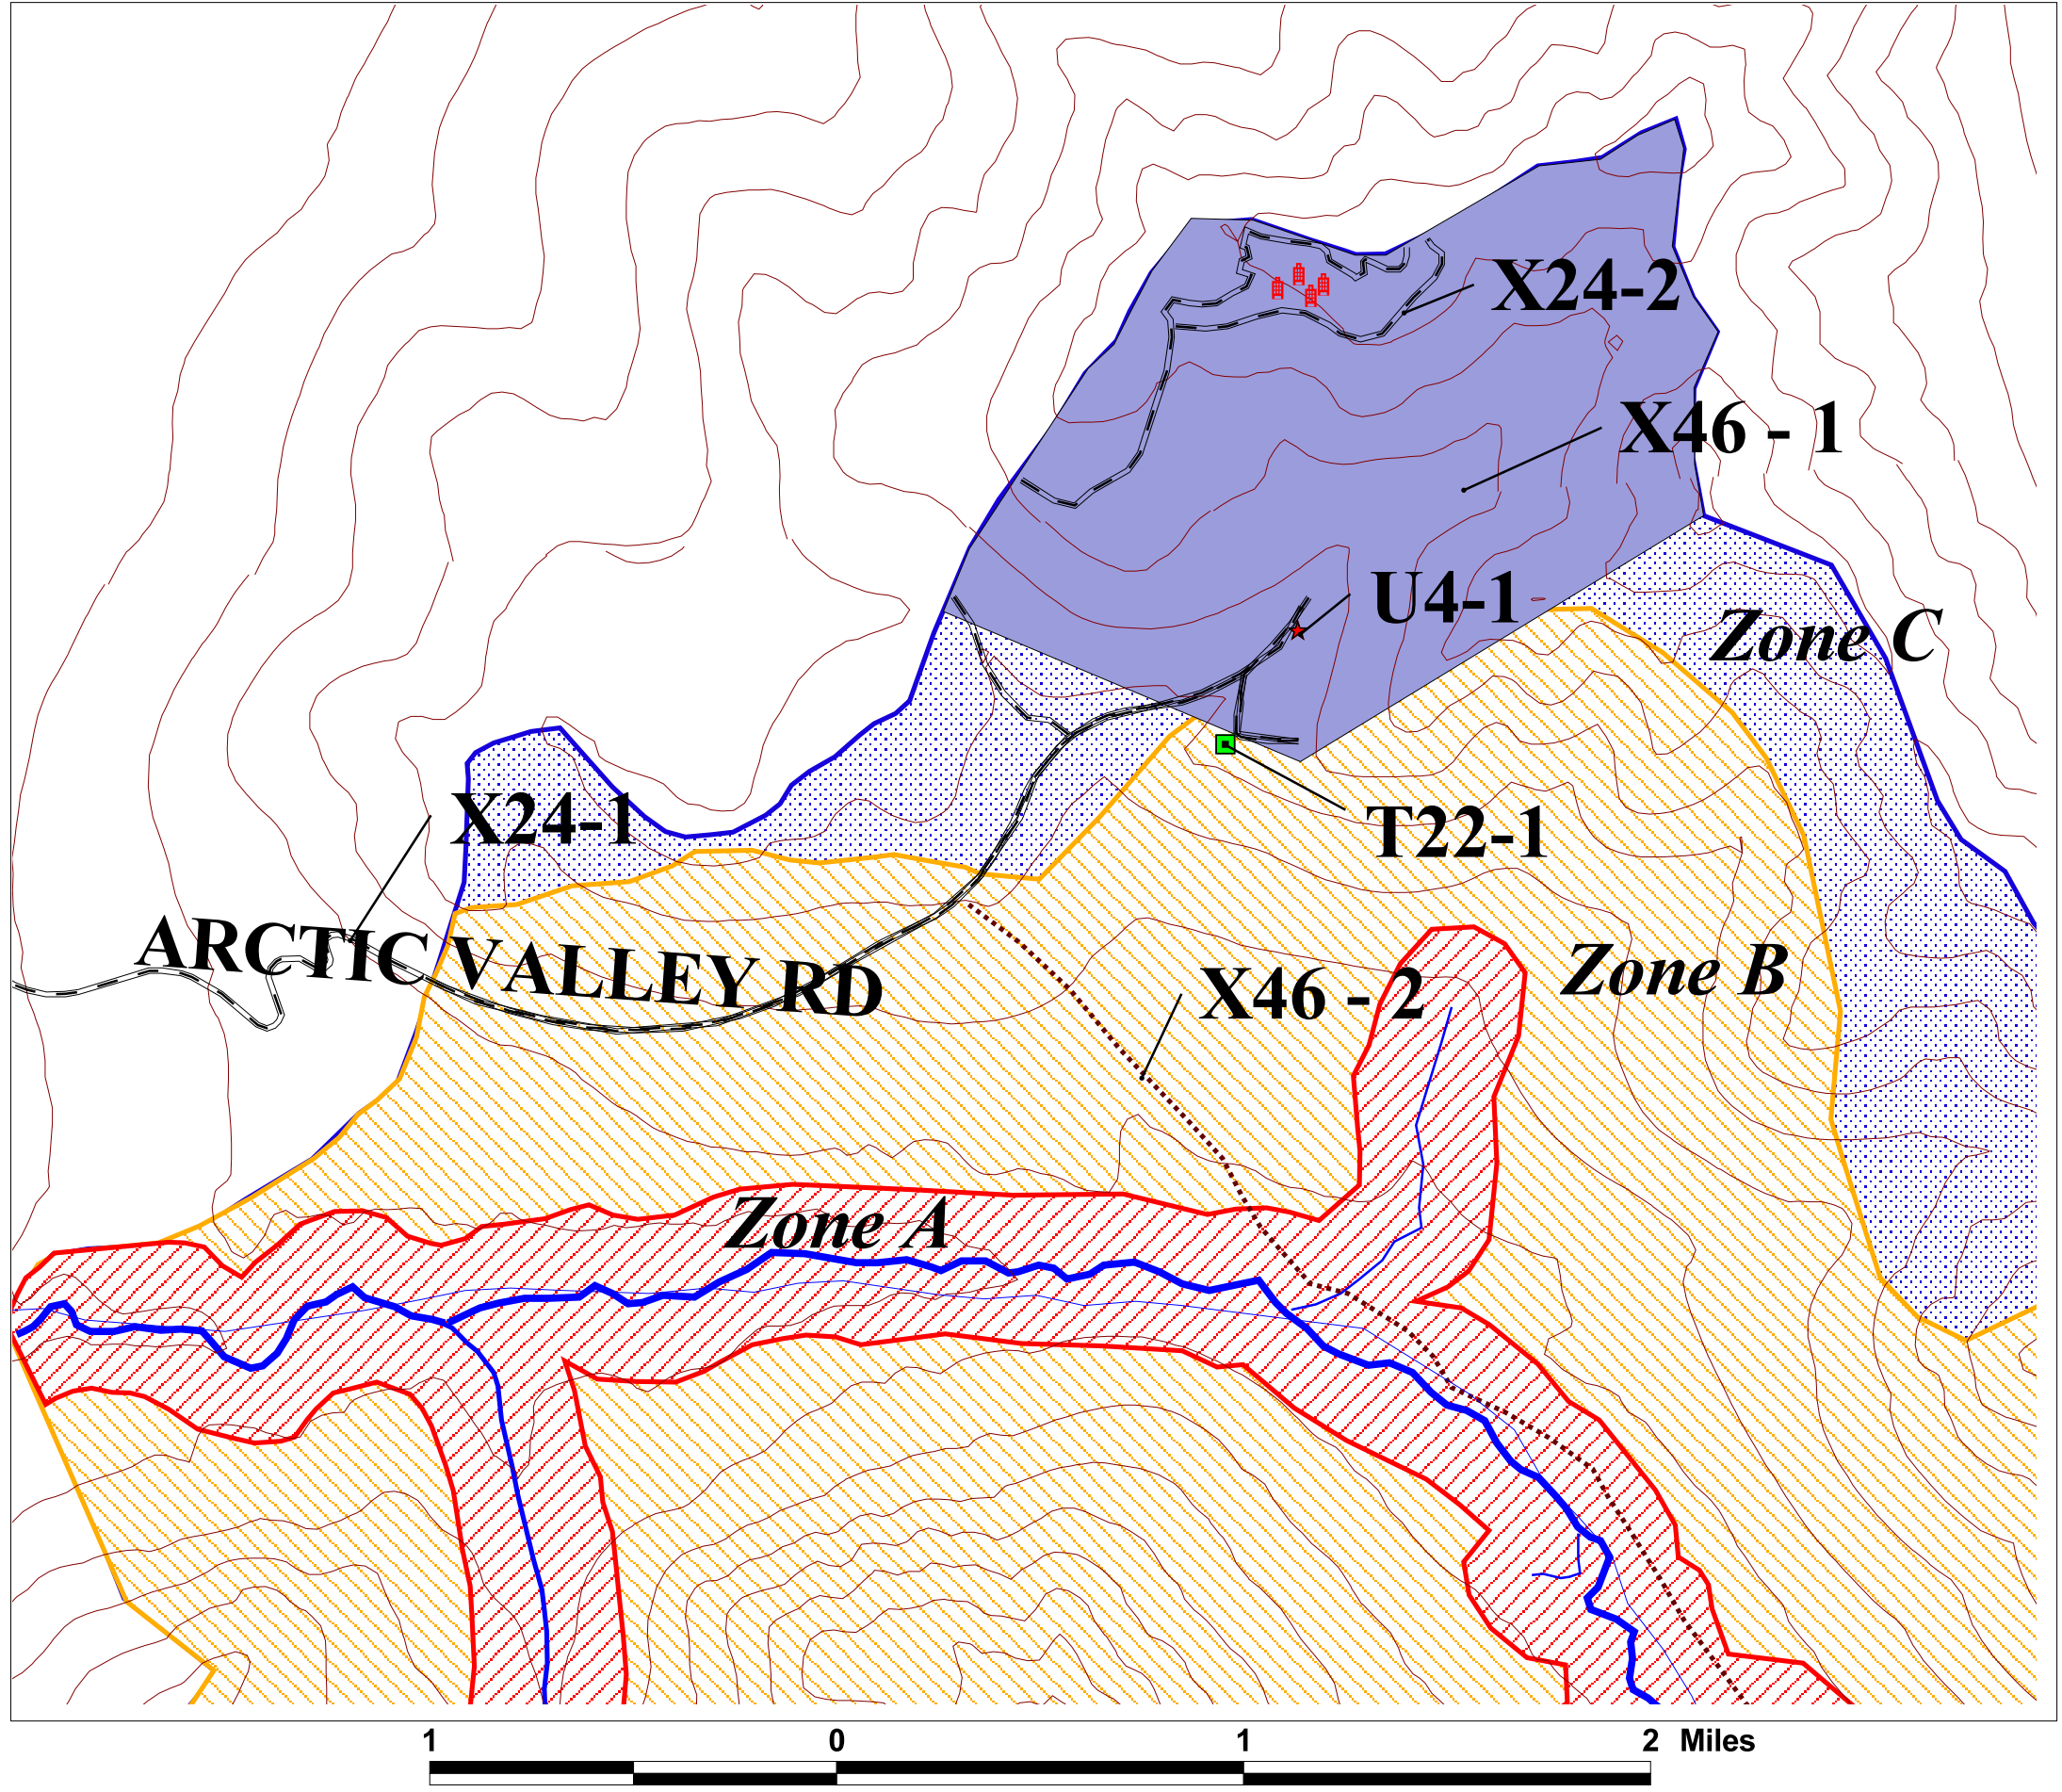 X24-2
X46 - 1
U4-1
Zone C
X24-1
T22-1
ARCTIC VALLEY RD
Zone B
X46 - 2
Zone A
1 0 1 2 Miles